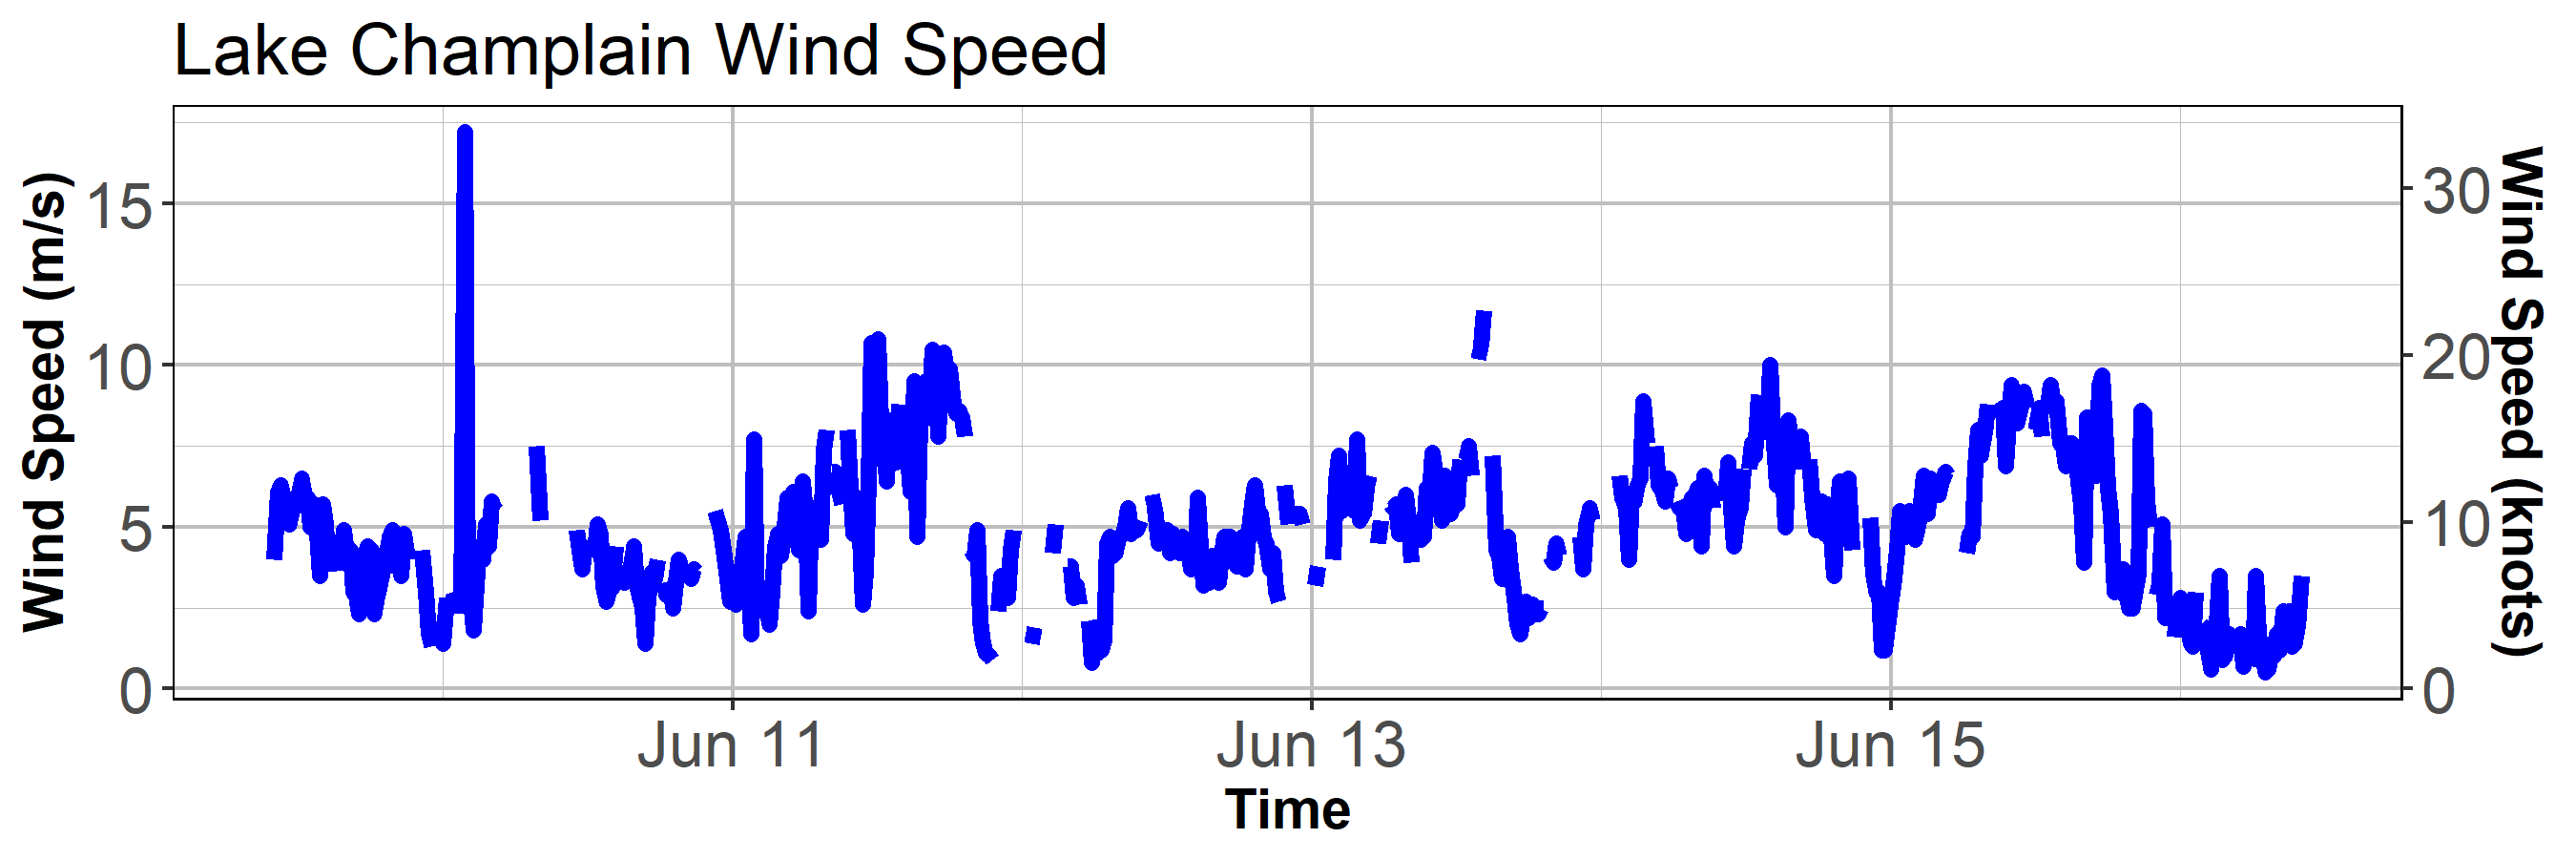 Lake Champlain Wind Speed
Wind Speed (m/s)
15
10
5
0
30
20
10
0
Wind Speed (knots)
Jun 11
Jun 13
Jun 15
Time